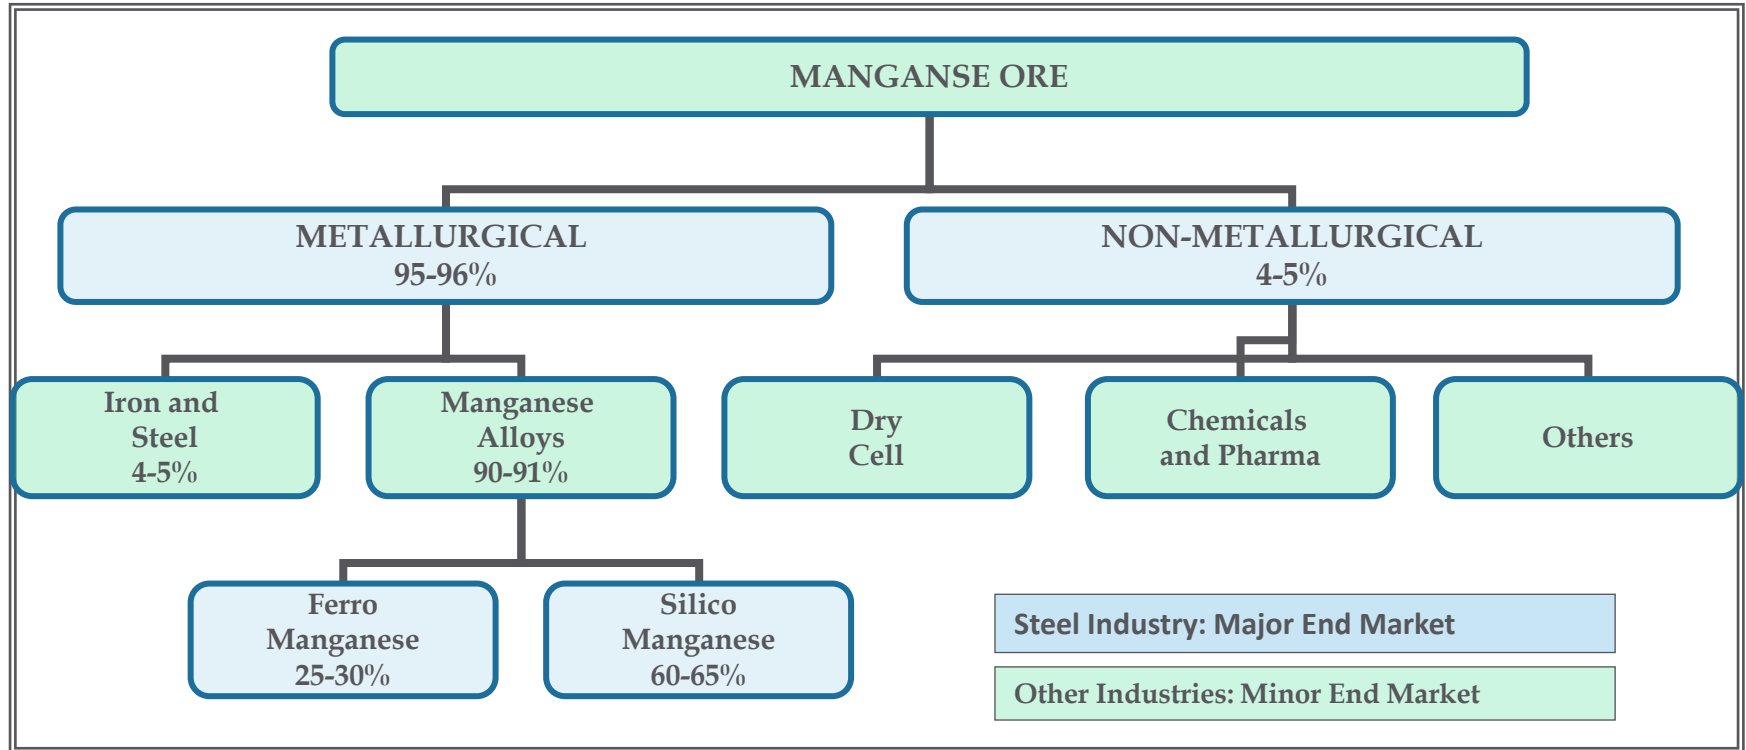 MANGANSE ORE
METALLURGICAL
95-96%
NON-METALLURGICAL
4-5%
Iron and
Steel
4-5%
Manganese
Alloys
90-91%
Dry
Cell
Chemicals
and Pharma
Others
Ferro
Manganese
25-30%
Silico
Manganese
60-65%
Steel Industry: Major End Market
Other Industries: Minor End Market